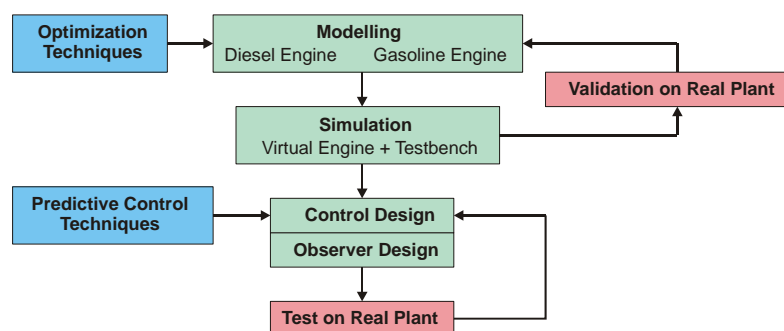 Optimization
Techniques
Modelling
Diesel Engine Gasoline Engine
Validation on Real Plant
Simulation
Virtual Engine + Testbench
Predictive Control
Techniques
Control Design
Observer Design
Test on Real Plant